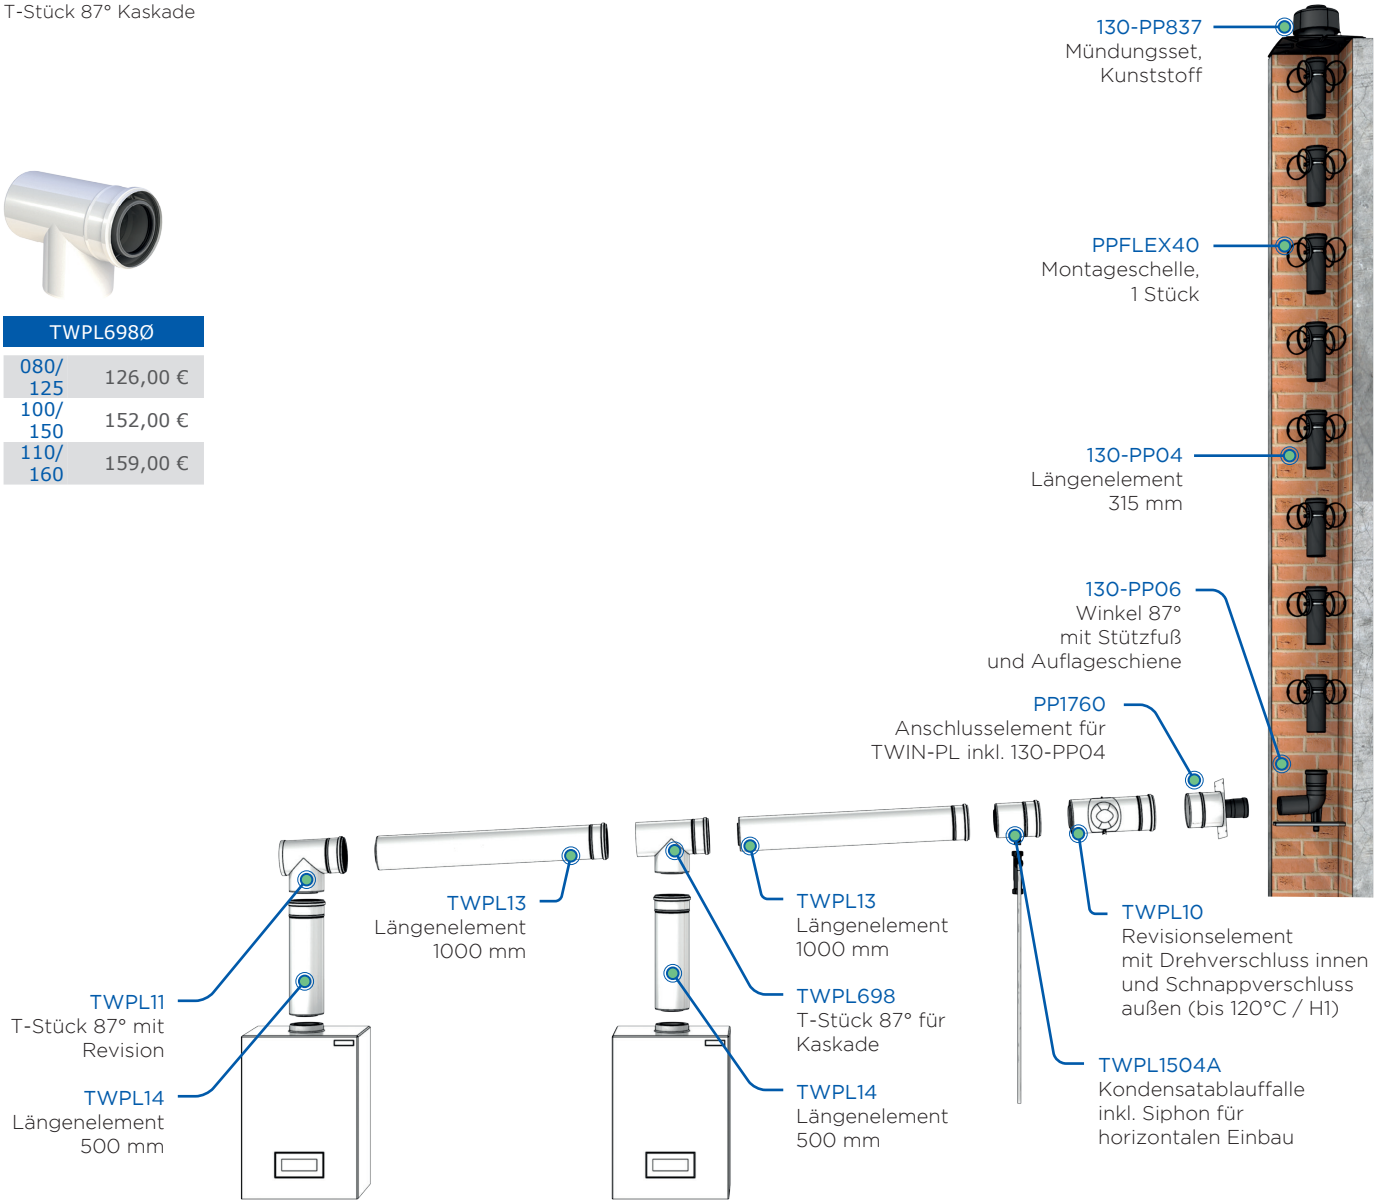 T-Stück 87° Kaskade
TWPL698Ø
080/
125
126,00 €
100/
150
152,00 €
110/
160
159,00 €
130-PP837
Mündungsset,
Kunststoff
PPFLEX40
Montageschelle,
1 Stück
130-PP04
Längenelement
315 mm
130-PP06
Winkel 87°
mit Stützfuß
und Auflageschiene
PP1760
Anschlusselement für
TWIN-PL inkl. 130-PP04
TWPL13
Längenelement
1000 mm
TWPL13
Längenelement
1000 mm
TWPL10
Revisionselement
mit Drehverschluss innen
und Schnappverschluss
außen (bis 120°C / H1)
TWPL11
T-Stück 87° mit
Revision
TWPL698
T-Stück 87° für
Kaskade
TWPL1504A
Kondensatablauffalle
inkl. Siphon für
horizontalen Einbau
TWPL14
Längenelement
500 mm
TWPL14
Längenelement
500 mm